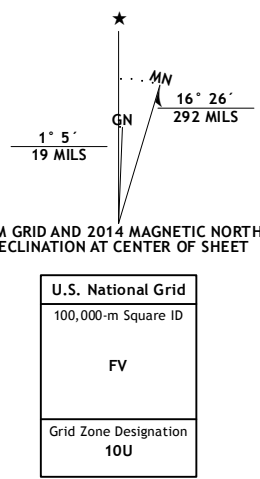 ★
MN
GN
16° 26´
292 MILS
1° 5´
19 MILS
M GRID AND 2014 MAGNETIC NORTH
ECLINATION AT CENTER OF SHEET
U.S. National Grid
100,000-m Square ID
FV
Grid Zone Designation
10U